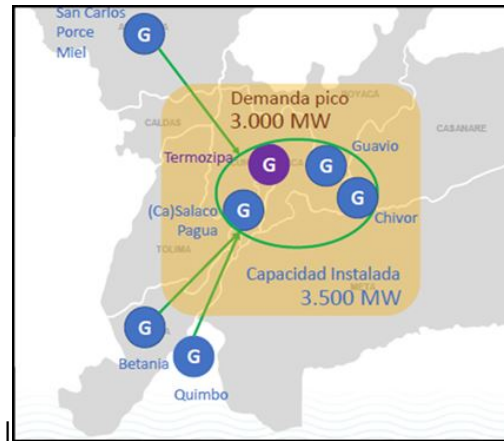 San Carlos
Porce
Miel
G
Demanda pico
3.000 MW
BOYACÁ
CALDAS
CASANARE
Termozipa
G
G
Guavio
G
Chivor
(Ca)Salaco
Pagua
G
TOLIMA
Capacidad Instalada
3.500 MW
META
G
Betania
G
Quimbo